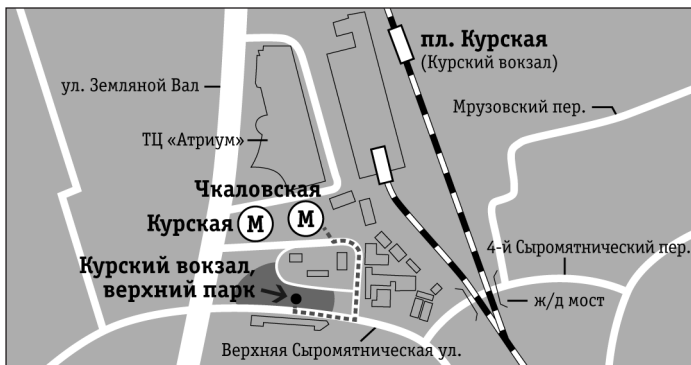 пл. Курская
(Курский вокзал)
ул. Земляной Вал
Мрузовский пер.
ТЦ «Атриум»
Чкаловская
М
Курская М
4-й Сыромятнический пер.
Курский вокзал,
верхний парк
ж/д мост
Верхняя Сыромятническая ул.